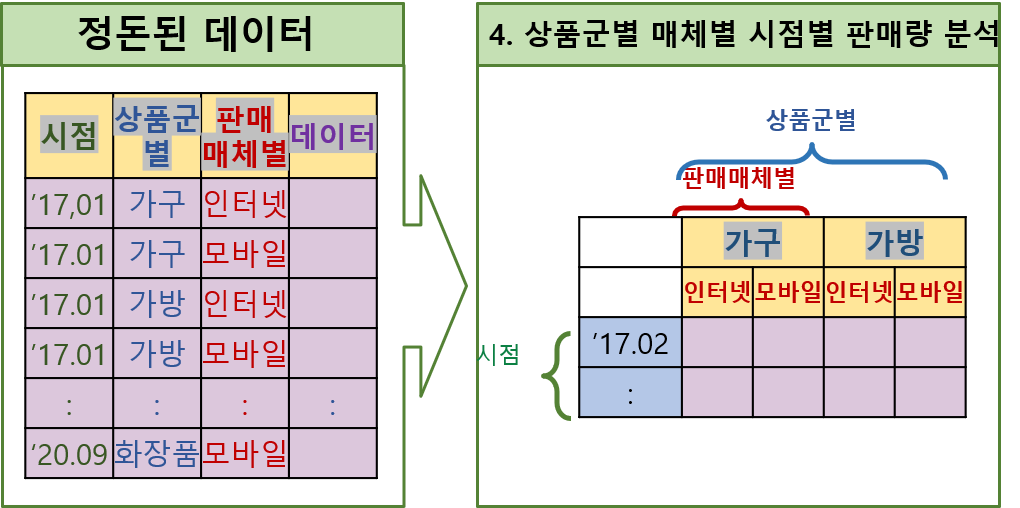 정돈된 데이터
시점 상품군별 판매매체별 데이터
’17,01 가구 인터넷
’17.01 가구 모바일
’17.01 가방 인터넷
’17.01 가방 모바일
: : : :
’20.09 화장품 모바일
4. 상품군별 매체별 시점별 판매량 분석
상품군별
판매매체별
가구 가방
인터넷 모바일 인터넷 모바일
시점
’17.02
: